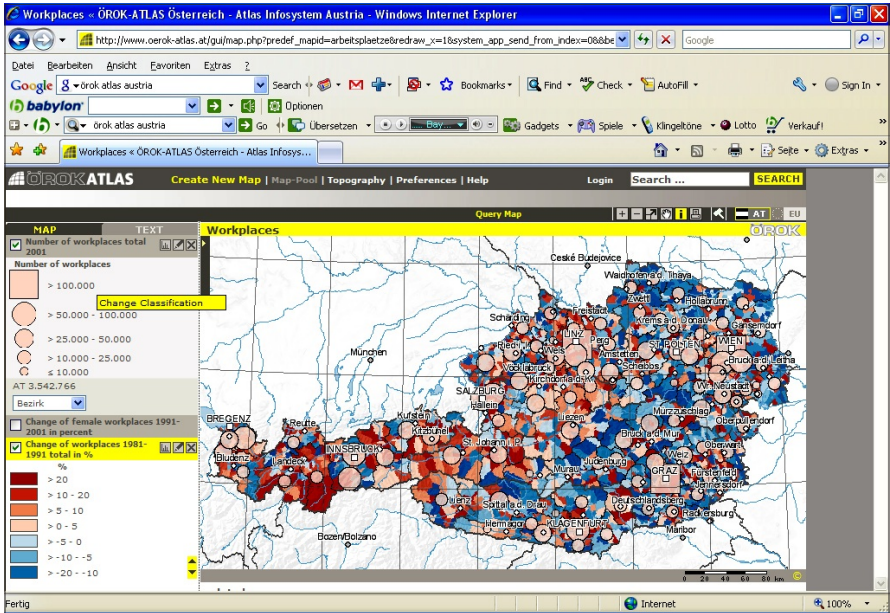 Workplaces « ÖROK-ATLAS Österreich - Atlas Infosystem Austria - Windows Internet Explorer
http://www.oerok-atlas.at/gui/map.php?predef_mapid=arbeitsplaetze&redraw_x=1&system_app_send_from_index=0&&be
Google
Datei Bearbeiten Ansicht Favoriten Extras ?
Google örok atlas austria Search Bookmarks Find Check AutoFill Sign In
babylon Optionen
örok atlas austria Go Übersetzen Bay... Gadgets Spiele Klingeltöne Lotto Verkauf!
Workplaces « ÖROK-ATLAS Österreich - Atlas Infosys... Seite Extras
ÖROK ATLAS Create New Map | Map-Pool | Topography | Preferences | Help Login Search ... SEARCH
Query Map AT EU
MAP TEXT Workplaces ÖROK
Number of workplaces total
2001
Number of workplaces
> 100.000
Change Classification
> 50.000 - 100.000
> 25.000 - 50.000
> 10.000 - 25.000
≤ 10.000
AT 3.542.766
Bezirk
Change of female workplaces 1991-
2001 in percent
Change of workplaces 1981-
1991 total in %
%
> 20
> 10 - 20
> 5 - 10
> 0 - 5
> -5 - 0
> -10 - -5
> -20 - -10
Ceské Budejovice
Waidhofen a.d. Thaya
Zwettl
Hollabrunn
Freistadt
Schärding
Krems a.d. Donau
Gänserndorf
LINZ
Perg
Ried i. I.
Wels
ST. PÖLTEN
WIEN
München
Amstetten
Vöcklabruck
Scheibbs
Bruck a.d. Leitha
Kirchdorf a.d. K.
Wr. Neustadt
SALZBURG
Hallein
Mürzzuschlag
BREGENZ
Reutte
Kufstein
Kitzbühel
Liezen
Oberpullendorf
Bludenz
Landeck
INNSBRUCK
St. Johann i. P.
Bruck a.d. Mur
Oberwart
Weiz
Murau
Judenburg
GRAZ
Fürstenfeld
Jennersdorf
Lienz
Spittal a.d. Drau
Deutschlandsberg
Radkersburg
Hermagor
KLAGENFURT
Bozen/Bolzano
Maribor
0 20 40 60 80 km
Fertig Internet 100%